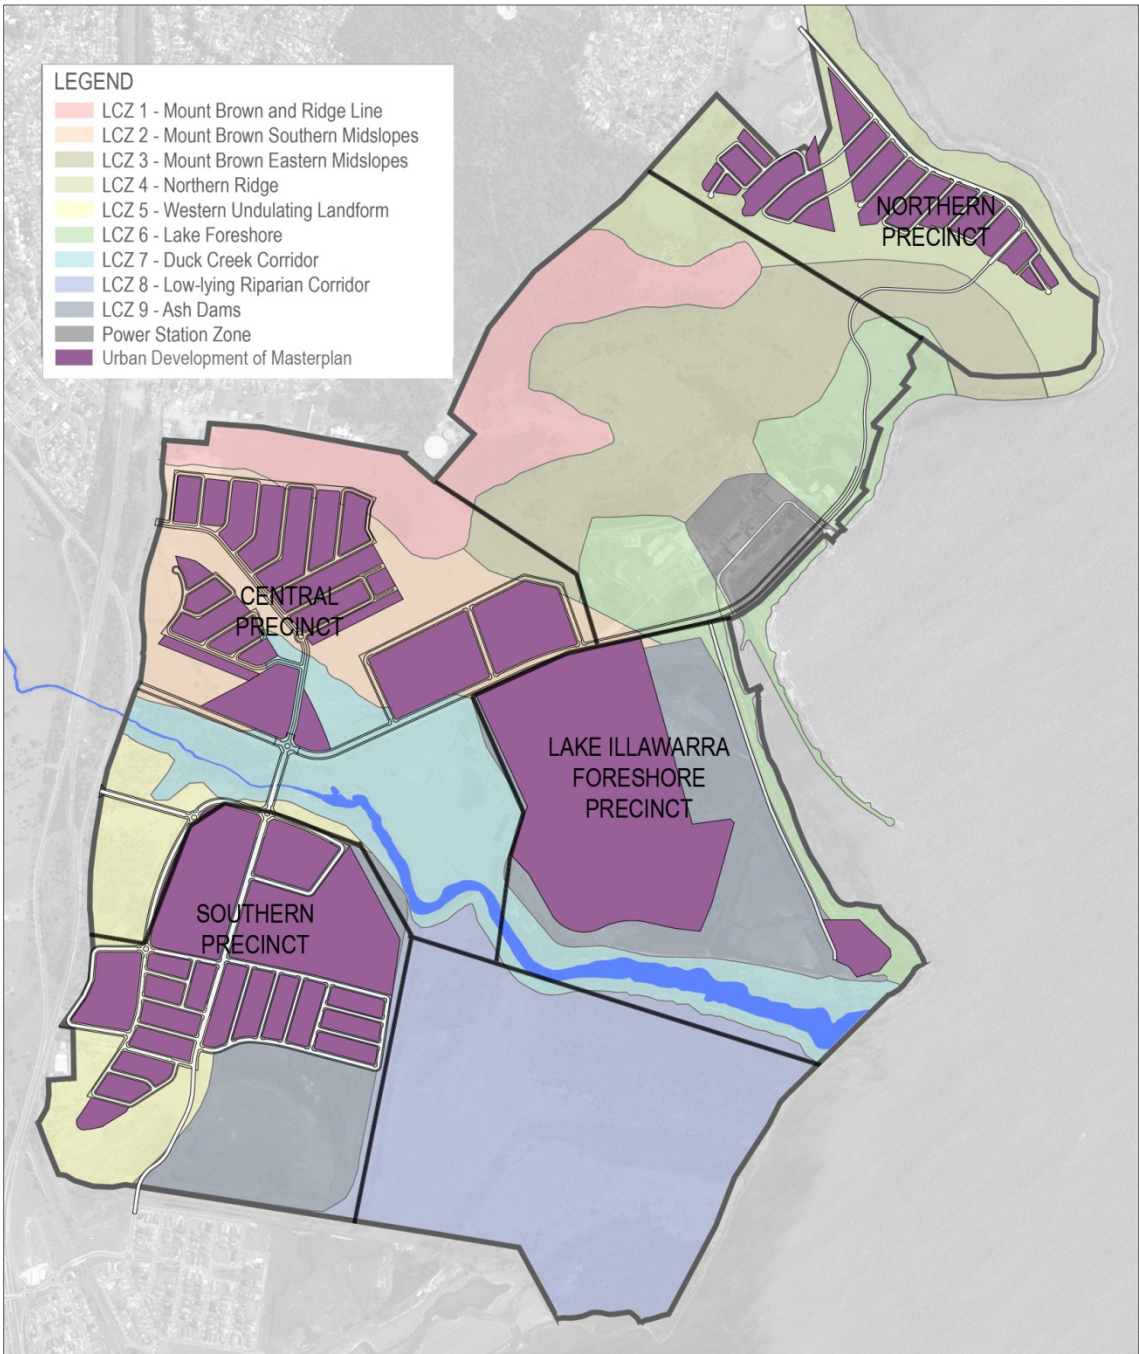 LEGEND
LCZ 1 - Mount Brown and Ridge Line
LCZ 2 - Mount Brown Southern Midslopes
LCZ 3 - Mount Brown Eastern Midslopes
LCZ 4 - Northern Ridge
LCZ 5 - Western Undulating Landform
LCZ 6 - Lake Foreshore
LCZ 7 - Duck Creek Corridor
LCZ 8 - Low-lying Riparian Corridor
LCZ 9 - Ash Dams
Power Station Zone
Urban Development of Masterplan
NORTHERN
PRECINCT
CENTRAL
PRECINCT
LAKE ILLAWARRA
FORESHORE
PRECINCT
SOUTHERN
PRECINCT